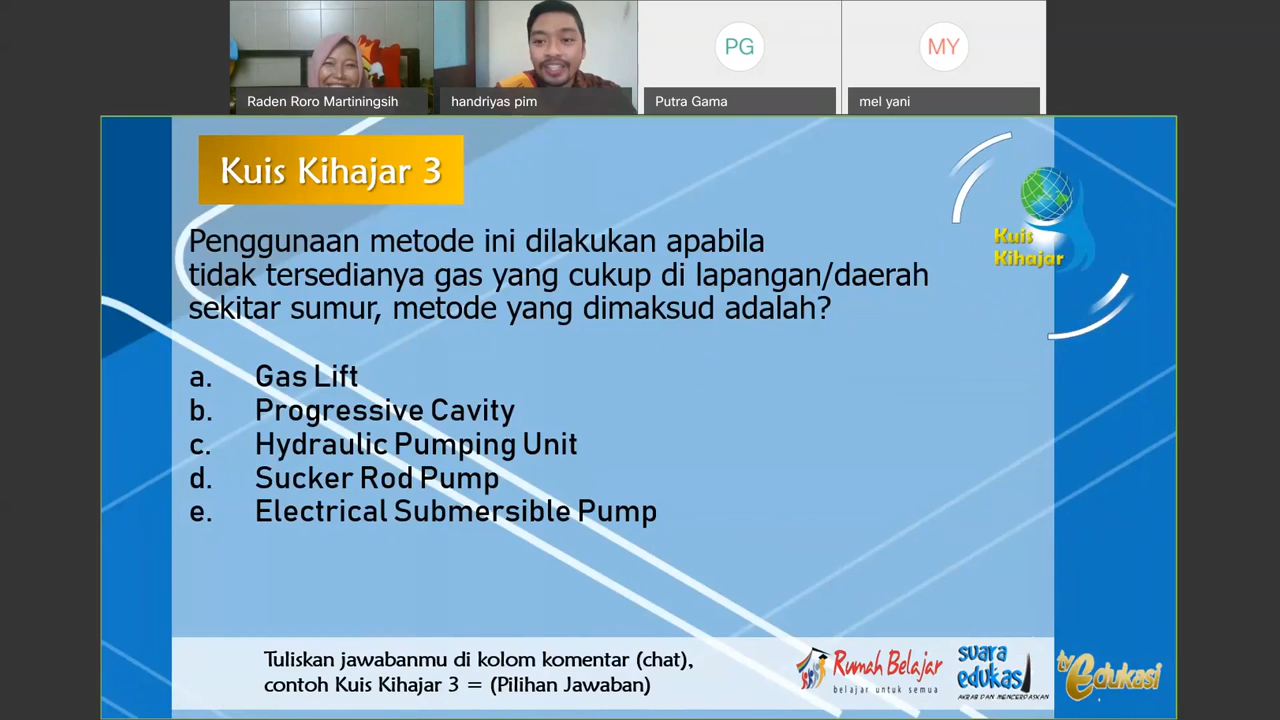 PG
MY
Raden Roro Martiningsih
handriyas pim
Putra Gama
mel yani
Kuis Kihajar 3
Kuis
Kihajar
Penggunaan metode ini dilakukan apabila
tidak tersedianya gas yang cukup di lapangan/daerah
sekitar sumur, metode yang dimaksud adalah?
a. Gas Lift
b. Progressive Cavity
c. Hydraulic Pumping Unit
d. Sucker Rod Pump
e. Electrical Submersible Pump
Tuliskan jawabanmu di kolom komentar (chat),
contoh Kuis Kihajar 3 = (Pilihan Jawaban)
Rumah Belajar
belajar untuk semua
suara
edukasi
AKRAB DAN MENCERDASKAN
tv edukasi